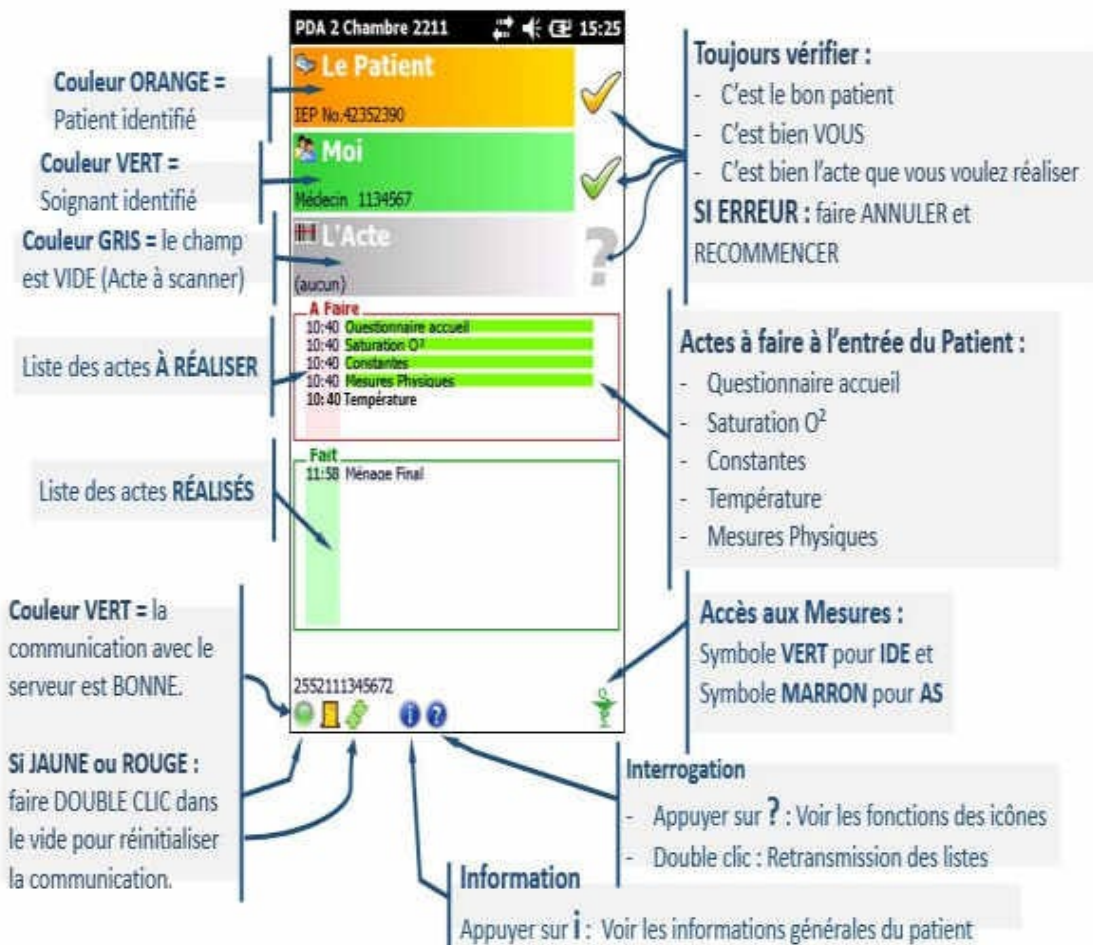 PDA 2 Chambre 2211 15:25
Le Patient
IEP No.42352390
Moi
Médecin 1134567
L'Acte
(aucun)
A Faire
10:40 Questionnaire accueil
10:40 Saturation O²
10:40 Constantes
10:40 Mesures Physiques
10:40 Température
Fait
11:58 Ménage Final
2552111345672
Couleur ORANGE =
Patient identifié
Couleur VERT =
Soignant identifié
Couleur GRIS = le champ
est VIDE (Acte à scanner)
Liste des actes À RÉALISER
Liste des actes RÉALISÉS
Couleur VERT = la
communication avec le
serveur est BONNE.
Si JAUNE ou ROUGE :
faire DOUBLE CLIC dans
le vide pour réinitialiser
la communication.
Toujours vérifier :
- C'est le bon patient
- C'est bien VOUS
- C'est bien l'acte que vous voulez réaliser
SI ERREUR : faire ANNULER et
RECOMMENCER
Actes à faire à l'entrée du Patient :
- Questionnaire accueil
- Saturation O²
- Constantes
- Température
- Mesures Physiques
Accès aux Mesures :
Symbole VERT pour IDE et
Symbole MARRON pour AS
Interrogation
- Appuyer sur ? : Voir les fonctions des icônes
- Double clic : Retransmission des listes
Information
Appuyer sur i : Voir les informations générales du patient